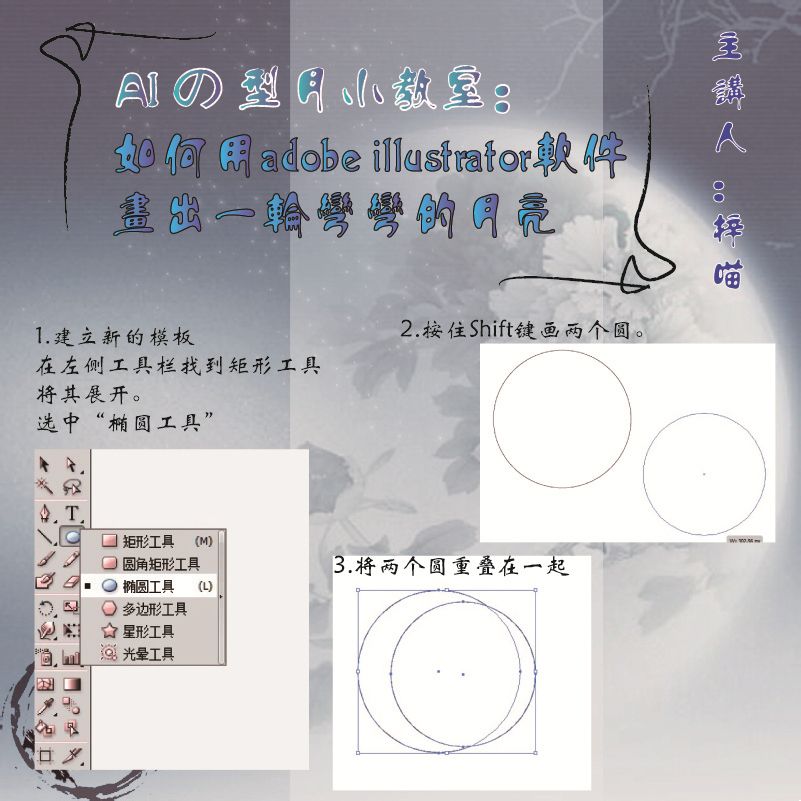 AIの型月小教室：
如何用adobe illustrator軟件
畫出一輪彎彎的月亮
主講人：梓喵
1.建立新的模板
在左侧工具栏找到矩形工具
将其展开。
选中“椭圆工具”
2.按住Shift键画两个圆。
矩形工具 (M)
圆角矩形工具
椭圆工具 (L)
多边形工具
星形工具
光晕工具
3.将两个圆重叠在一起